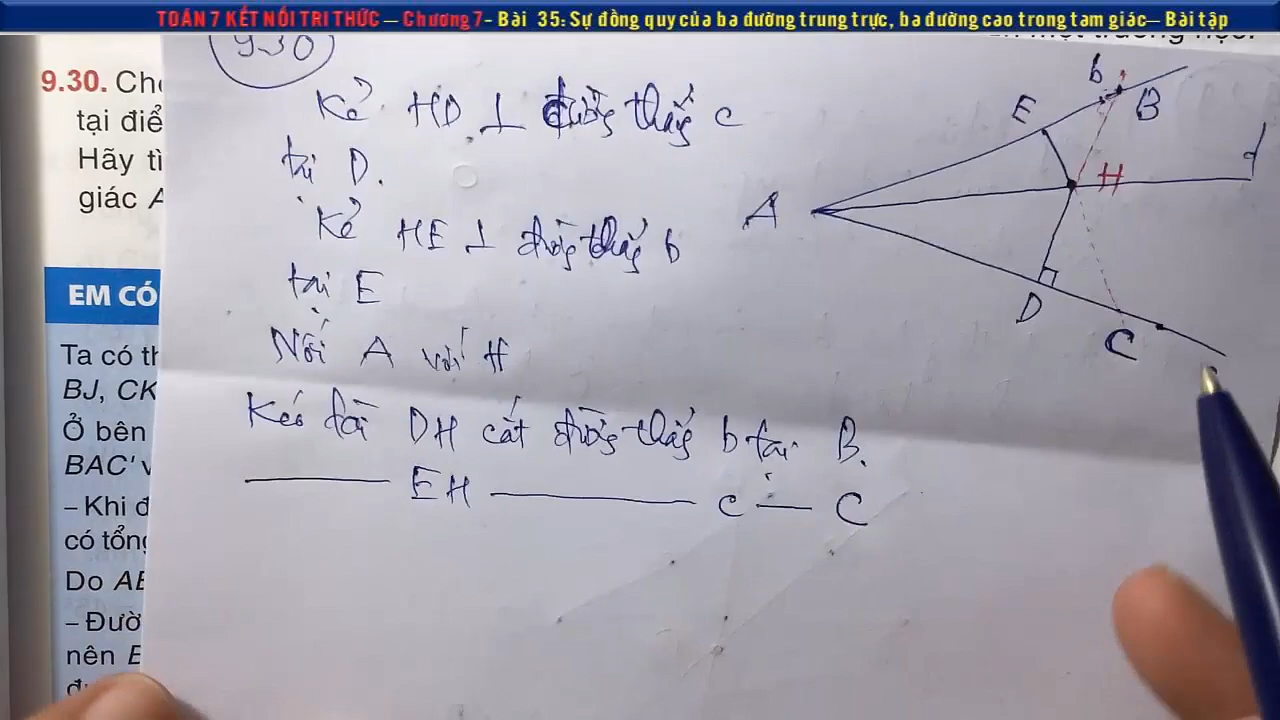 TOÁN 7 KẾT NỐI TRI THỨC – Chương 7- Bài 35: Sự đồng quy của ba đường trung trực, ba đường cao trong tam giác– Bài tập
9.30
9.30. Ch
tại điể
Hãy tì
giác A
Kẻ HD ⊥ đường thẳng c
tại D.
Kẻ HE ⊥ đường thẳng b
tại E
Nối A với H
Kéo dài DH cắt đường thẳng b tại B.
EH c C
EM CÓ
Ta có th
BJ, CK
Ở bên
BAC' v
– Khi đ
có tổng
Do AB
– Đườ
nên E
b
E
B
d
H
A
D
C